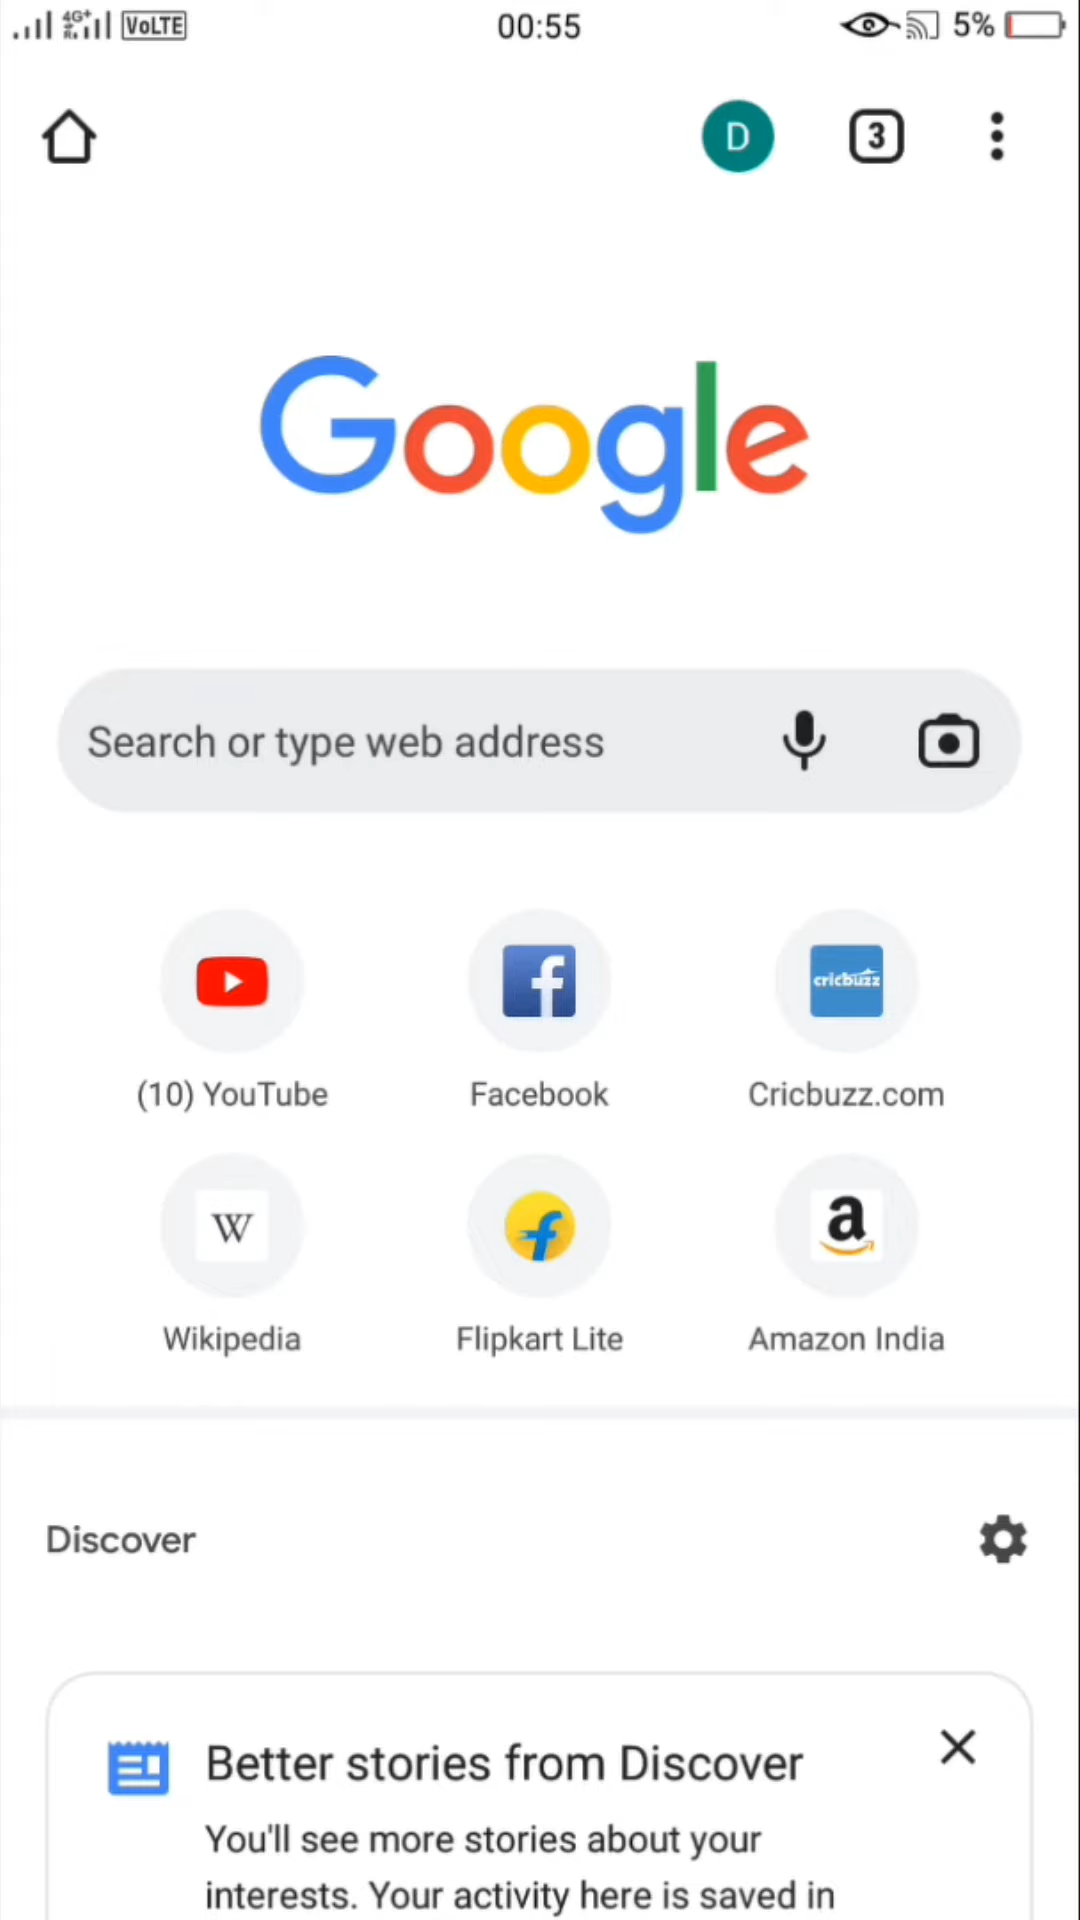 4G+ VoLTE 00:55 5%
D 3
Google
Search or type web address
cricbuzz
(10) YouTube Facebook Cricbuzz.com
W a
Wikipedia Flipkart Lite Amazon India
Discover
Better stories from Discover
You'll see more stories about your
interests. Your activity here is saved in